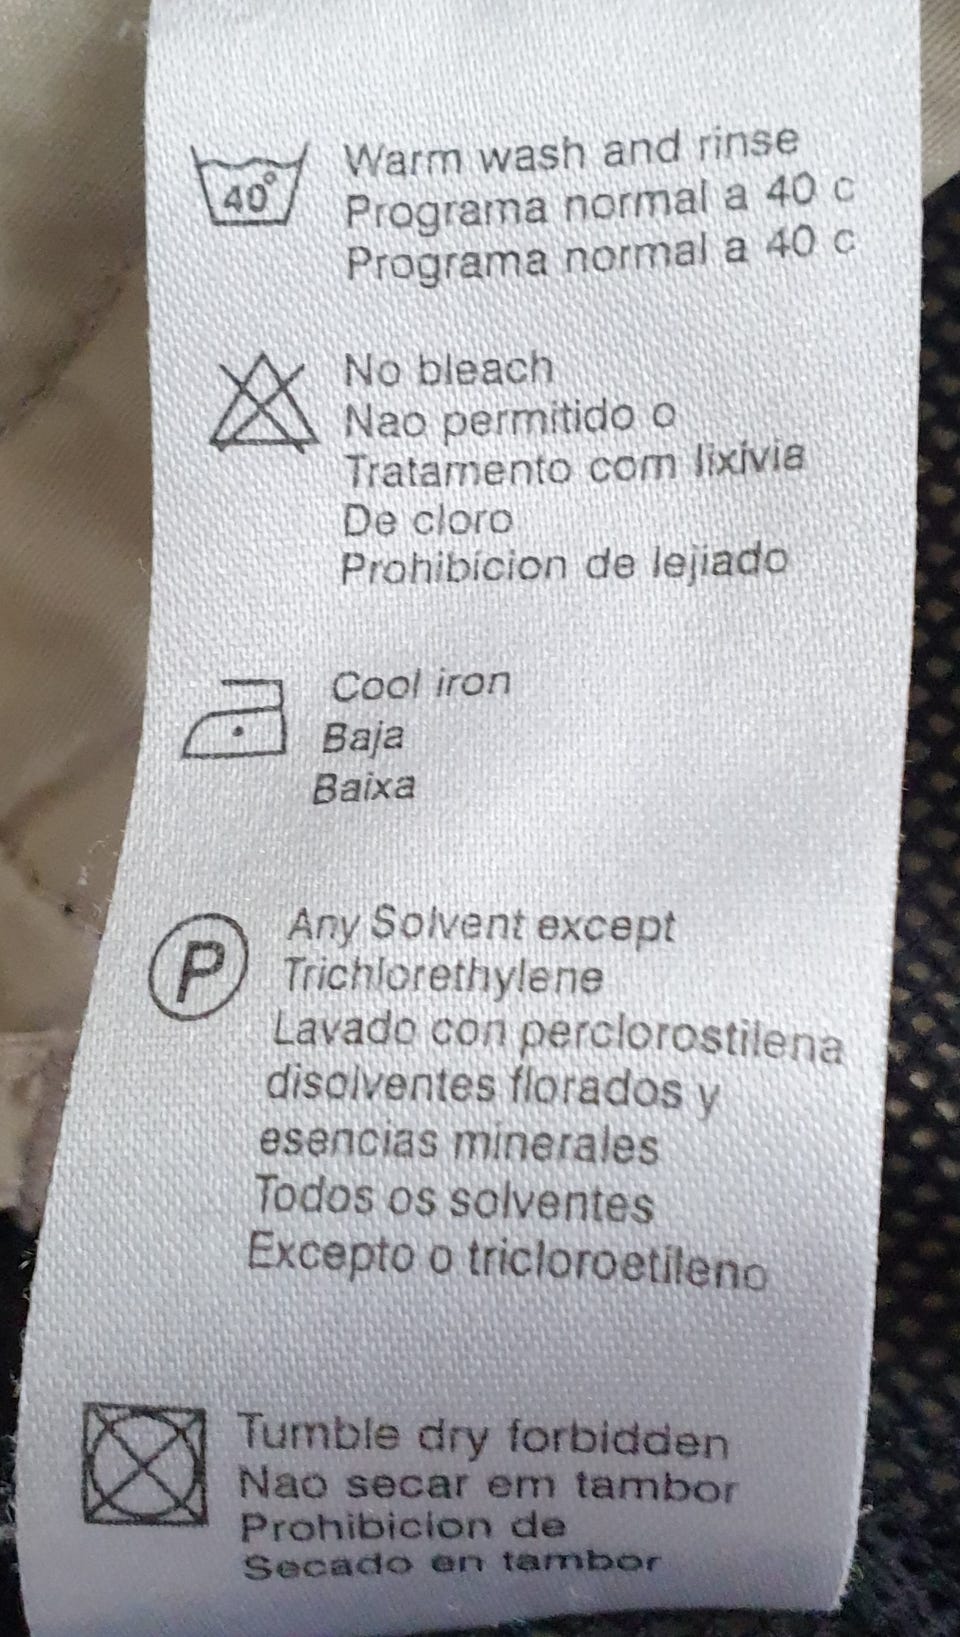 40°
Warm wash and rinse
Programa normal a 40 c
Programa normal a 40 c
No bleach
Nao permitido o
Tratamento com lixívia
De cloro
Prohibicion de lejiado
Cool iron
Baja
Baixa
P
Any Solvent except
Trichlorethylene
Lavado con perclorostilena
disolventes florados y
esencias minerales
Todos os solventes
Excepto o tricloroetileno
Tumble dry forbidden
Nao secar em tambor
Prohibicion de
Secado en tambor